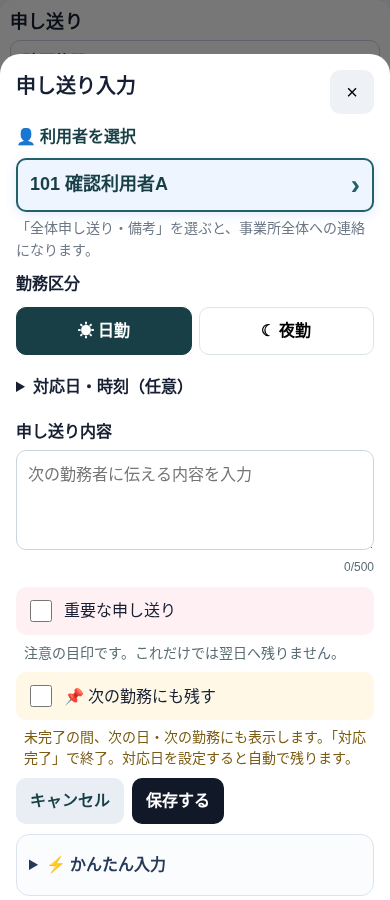 申し送り
申し送り入力
×
👤 利用者を選択
101 確認利用者A ›
「全体申し送り・備考」を選ぶと、事業所全体への連絡
になります。
勤務区分
☀ 日勤
☾ 夜勤
▶ 対応日・時刻（任意）
申し送り内容
次の勤務者に伝える内容を入力
0/500
重要な申し送り
注意の目印です。これだけでは翌日へ残りません。
📌 次の勤務にも残す
未完了の間、次の日・次の勤務にも表示します。「対応
完了」で終了。対応日を設定すると自動で残ります。
キャンセル
保存する
▶ ⚡ かんたん入力